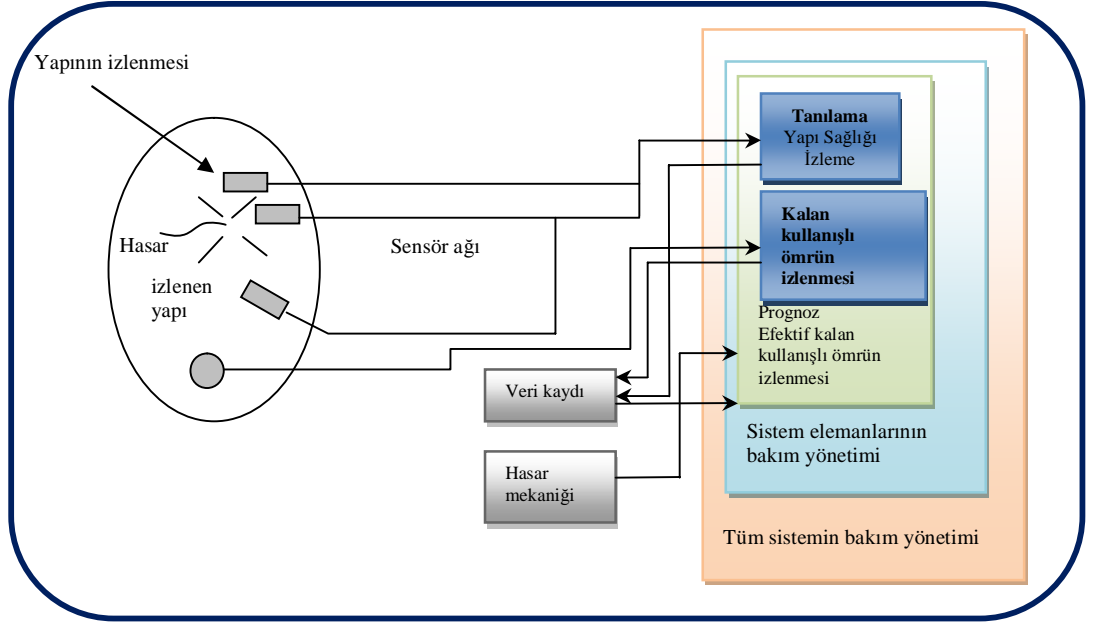 Yapının izlenmesi
Hasar
izlenen
yapı
Sensör ağı
Tanılama
Yapı Sağlığı
İzleme
Kalan
kullanışlı
ömrün
izlenmesi
Prognoz
Efektif kalan
kullanışlı ömrün
izlenmesi
Veri kaydı
Hasar
mekaniği
Sistem elemanlarının
bakım yönetimi
Tüm sistemin bakım yönetimi